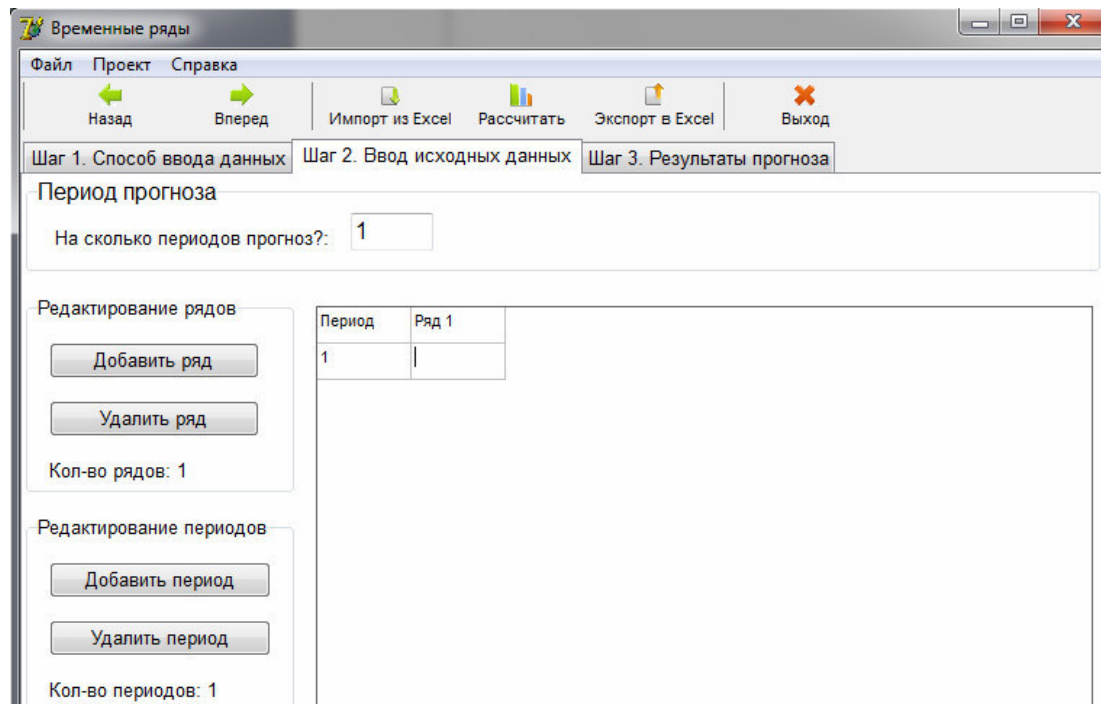 Временные ряды
Файл Проект Справка
Назад Вперед Импорт из Excel Рассчитать Экспорт в Excel Выход
Шаг 1. Способ ввода данных Шаг 2. Ввод исходных данных Шаг 3. Результаты прогноза
Период прогноза
На сколько периодов прогноз?: 1
Редактирование рядов
Период Ряд 1
1
Добавить ряд
Удалить ряд
Кол-во рядов: 1
Редактирование периодов
Добавить период
Удалить период
Кол-во периодов: 1